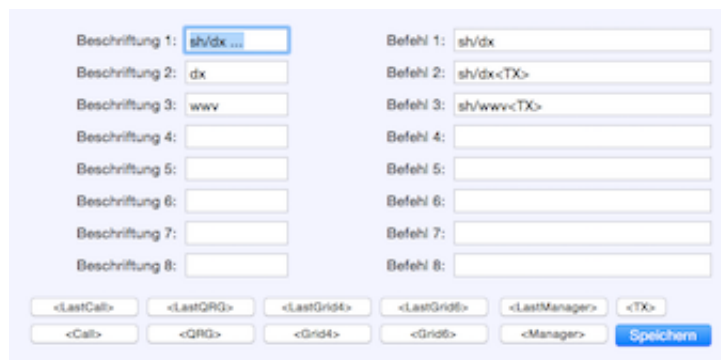 Beschriftung 1: sh/dx ... Befehl 1: sh/dx
Beschriftung 2: dx Befehl 2: sh/dx<TX>
Beschriftung 3: wwv Befehl 3: sh/wwv<TX>
Beschriftung 4: Befehl 4:
Beschriftung 5: Befehl 5:
Beschriftung 6: Befehl 6:
Beschriftung 7: Befehl 7:
Beschriftung 8: Befehl 8:
<LastCall> <LastQRG> <LastGrid4> <LastGrid6> <LastManager> <TX>
<Call> <QRG> <Grid4> <Grid6> <Manager> Speichern